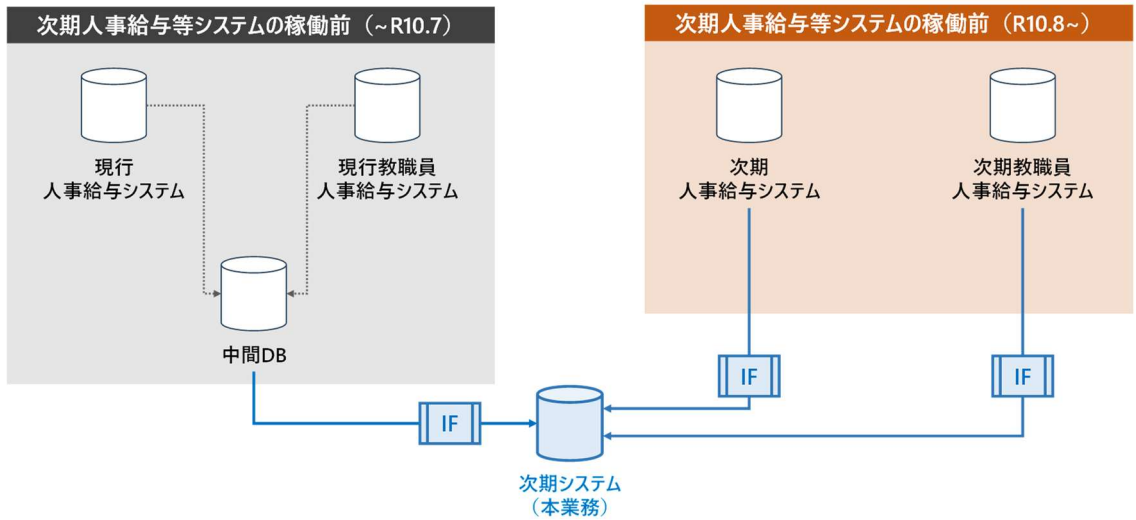 次期人事給与等システムの稼働前（~R10.7）
現行
人事給与システム
現行教職員
人事給与システム
中間DB
IF
次期人事給与等システムの稼働前（R10.8~）
次期
人事給与システム
次期教職員
人事給与システム
IF
IF
次期システム
（本業務）